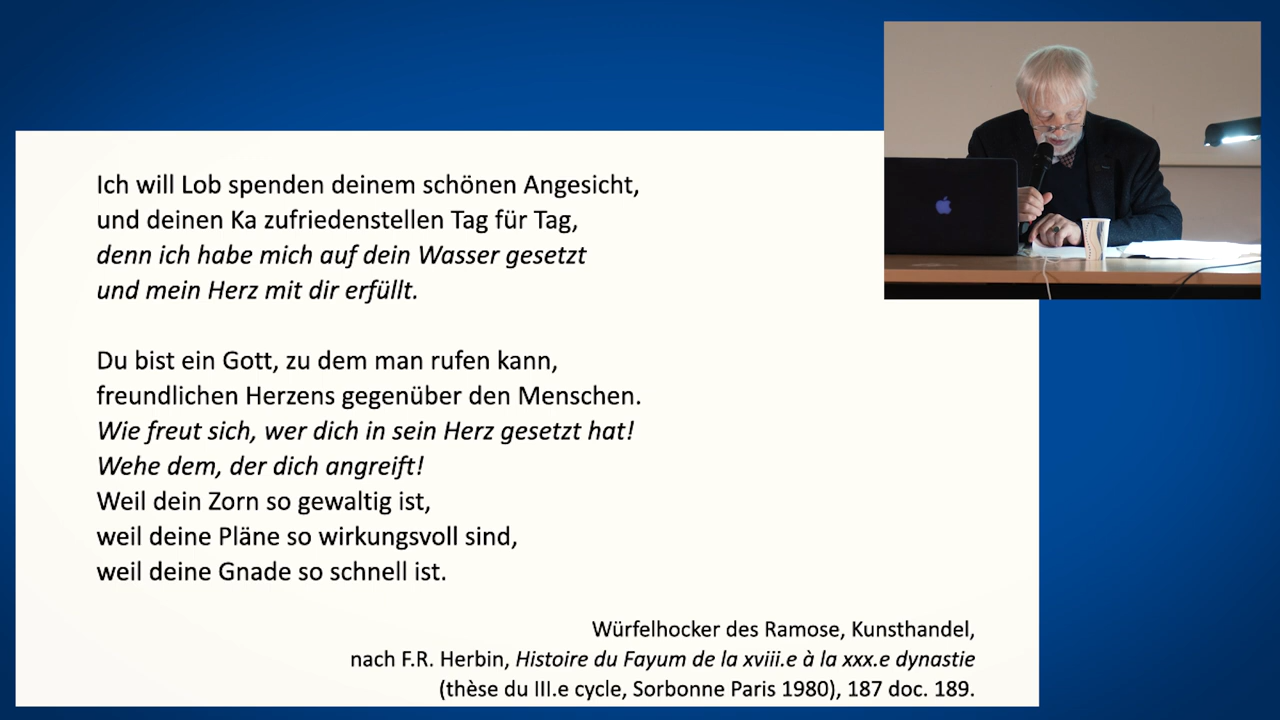 Ich will Lob spenden deinem schönen Angesicht,
und deinen Ka zufriedenstellen Tag für Tag,
denn ich habe mich auf dein Wasser gesetzt
und mein Herz mit dir erfüllt.
Du bist ein Gott, zu dem man rufen kann,
freundlichen Herzens gegenüber den Menschen.
Wie freut sich, wer dich in sein Herz gesetzt hat!
Wehe dem, der dich angreift!
Weil dein Zorn so gewaltig ist,
weil deine Pläne so wirkungsvoll sind,
weil deine Gnade so schnell ist.
Würfelhocker des Ramose, Kunsthandel,
nach F.R. Herbin, Histoire du Fayum de la xviii.e à la xxx.e dynastie
(thèse du III.e cycle, Sorbonne Paris 1980), 187 doc. 189.